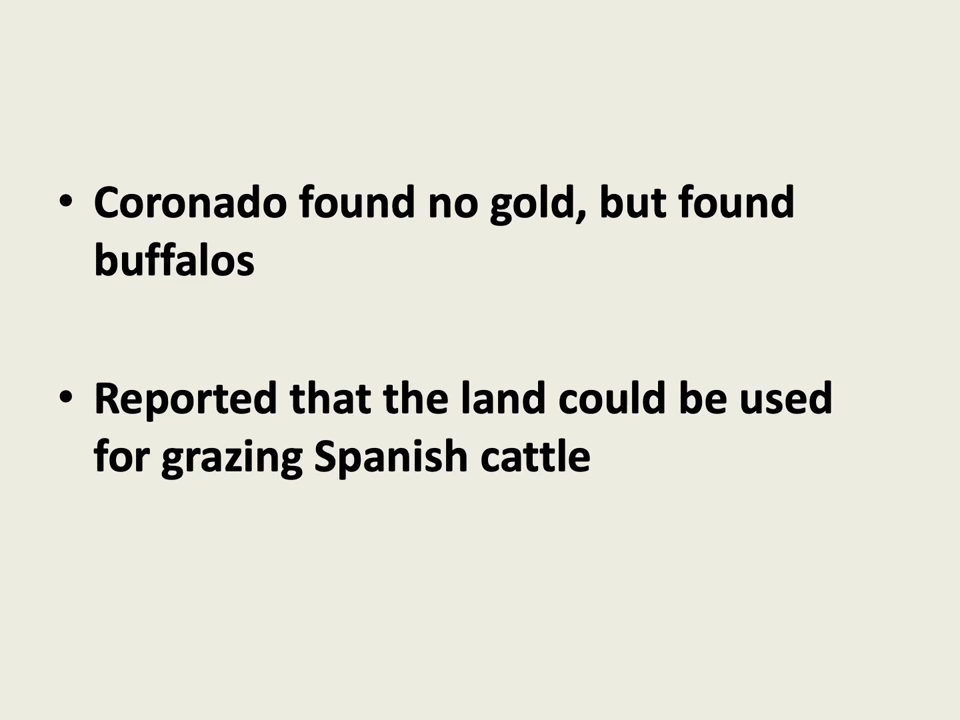 • Coronado found no gold, but found
buffalos
• Reported that the land could be used
for grazing Spanish cattle